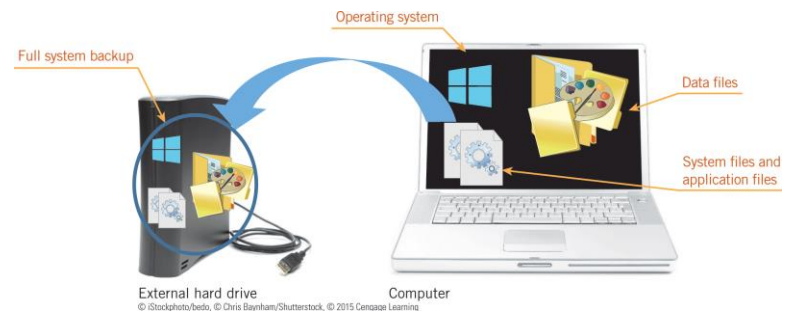 Operating system
Full system backup
Data files
System files and
application files
External hard drive
Computer
© iStockphoto/bedo, © Chris Baynham/Shutterstock, © 2015 Cengage Learning